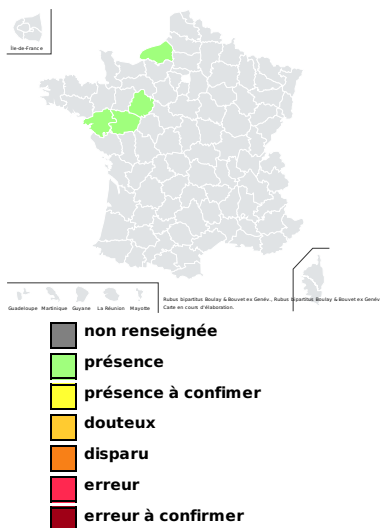 Île-de-France
Guadeloupe Martinique Guyane La Réunion Mayotte
Rubus bipartitus Boulay & Bouvet ex Genév., Rubus bipartitus Boulay & Bouvet ex Genév
Carte en cours d'élaboration.
non renseignée
présence
présence à confimer
douteux
disparu
erreur
erreur à confirmer